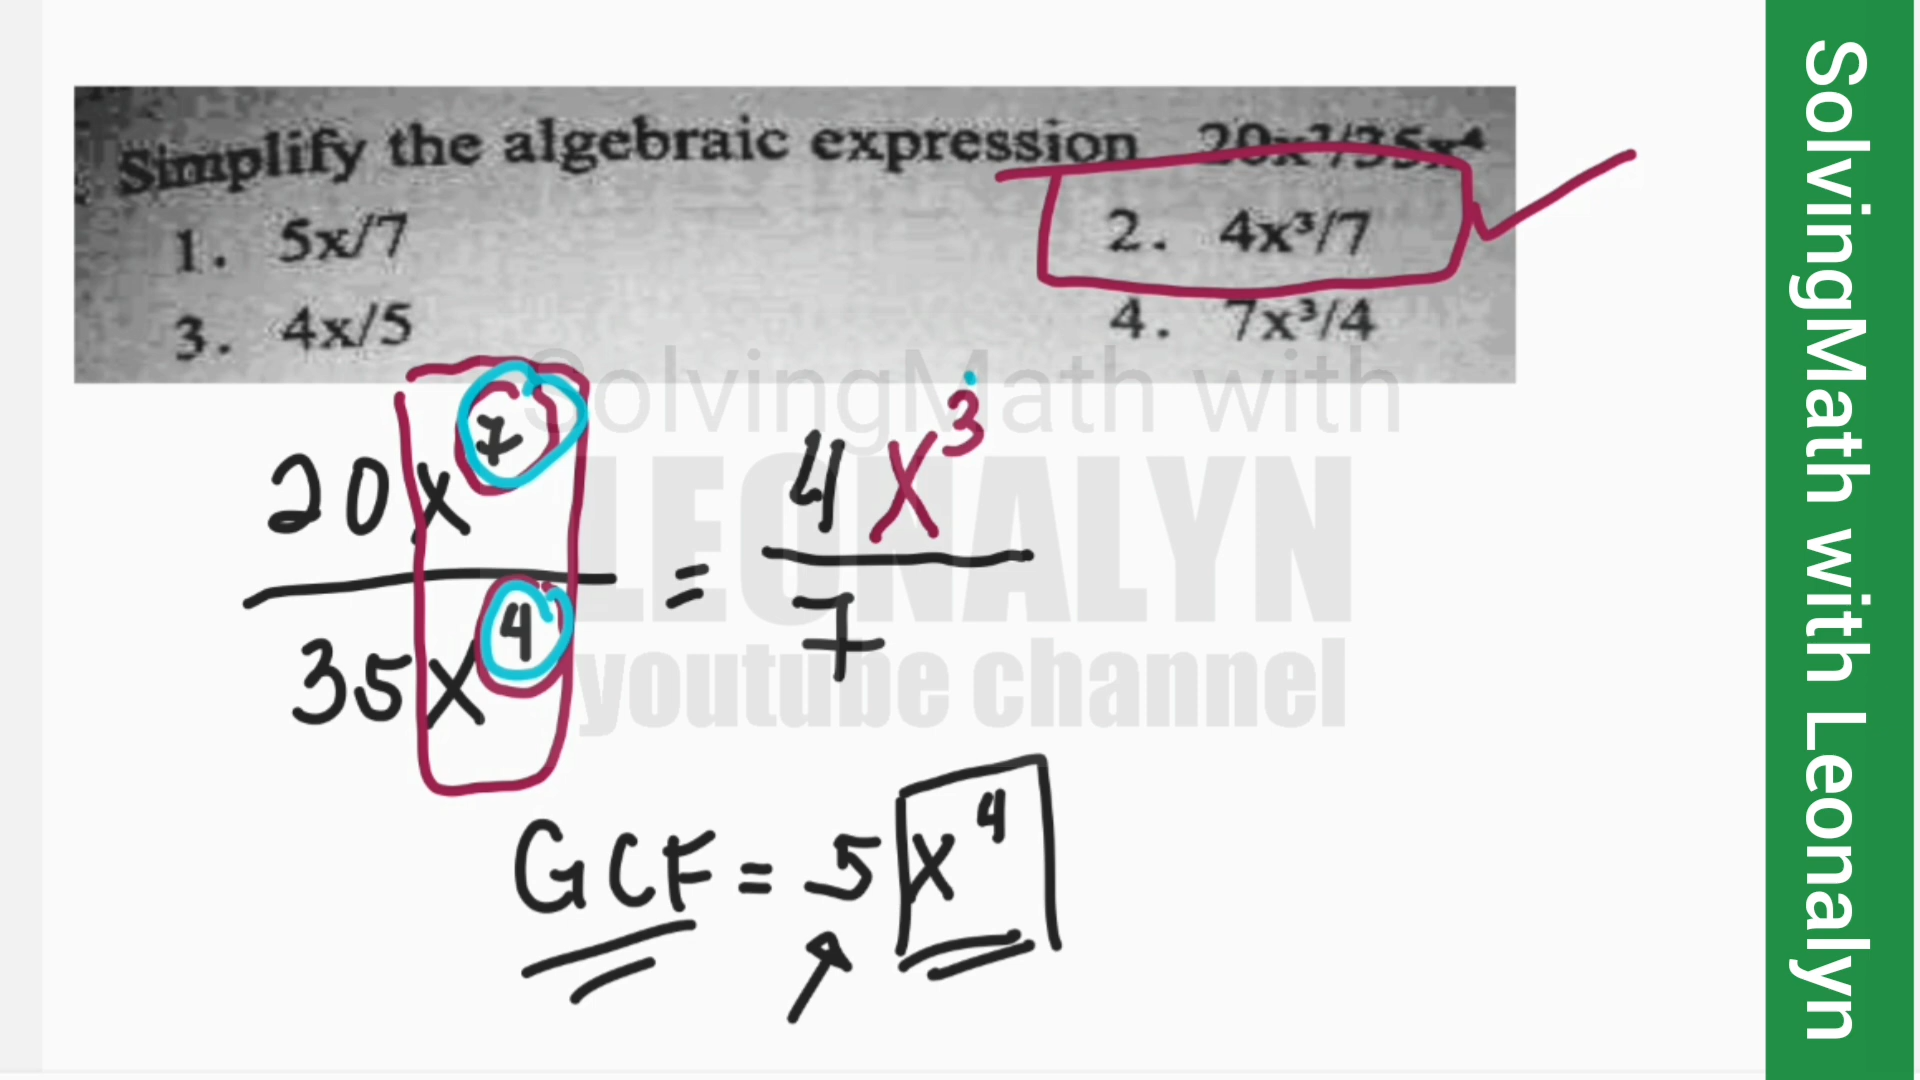 Simplify the algebraic expression 20x⁷/35x⁴
1. 5x/7
2. 4x³/7
3. 4x/5
4. 7x³/4
SolvingMath with
LEONALYN
youtube channel
20x⁷
35x⁴
=
4x³
7
GCF = 5x⁴
SolvingMath with Leonalyn